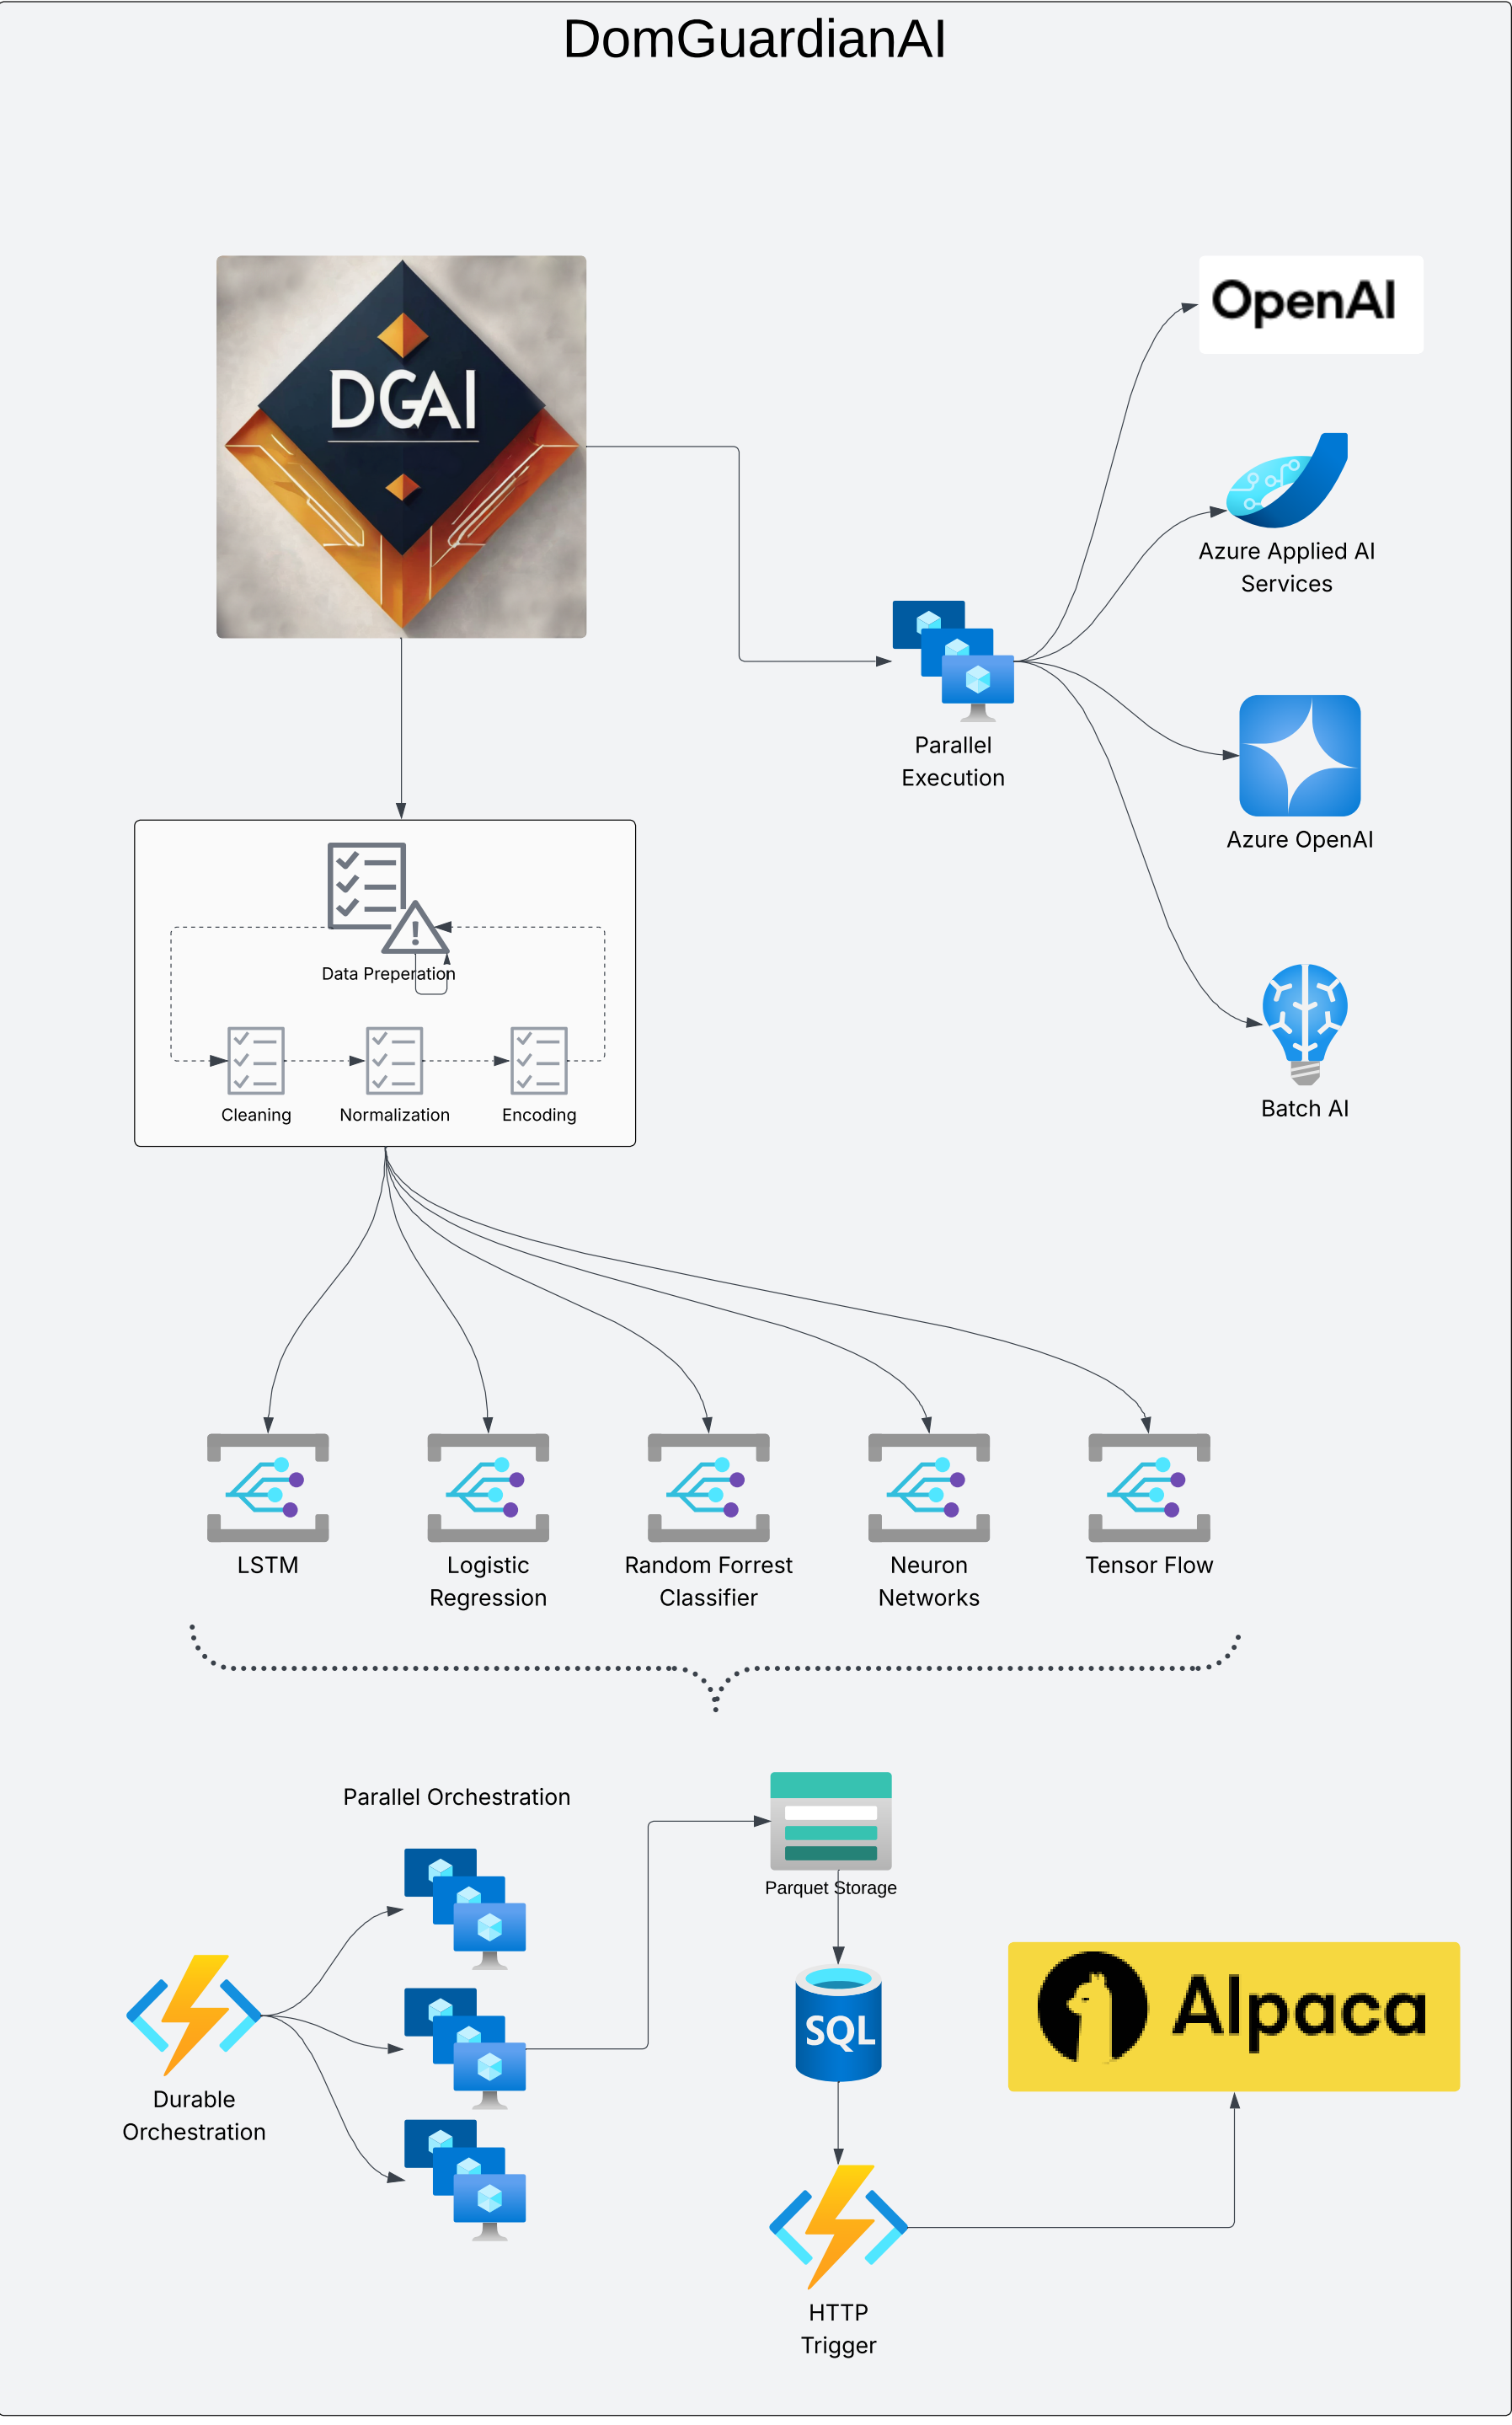 DomGuardianAI
DGAI
OpenAI
Azure Applied AI
Services
Parallel
Execution
Azure OpenAI
Data Preperation
Cleaning
Normalization
Encoding
Batch AI
LSTM
Logistic
Regression
Random Forrest
Classifier
Neuron
Networks
Tensor Flow
Parallel Orchestration
Parquet Storage
Durable
Orchestration
SQL
Alpaca
HTTP
Trigger